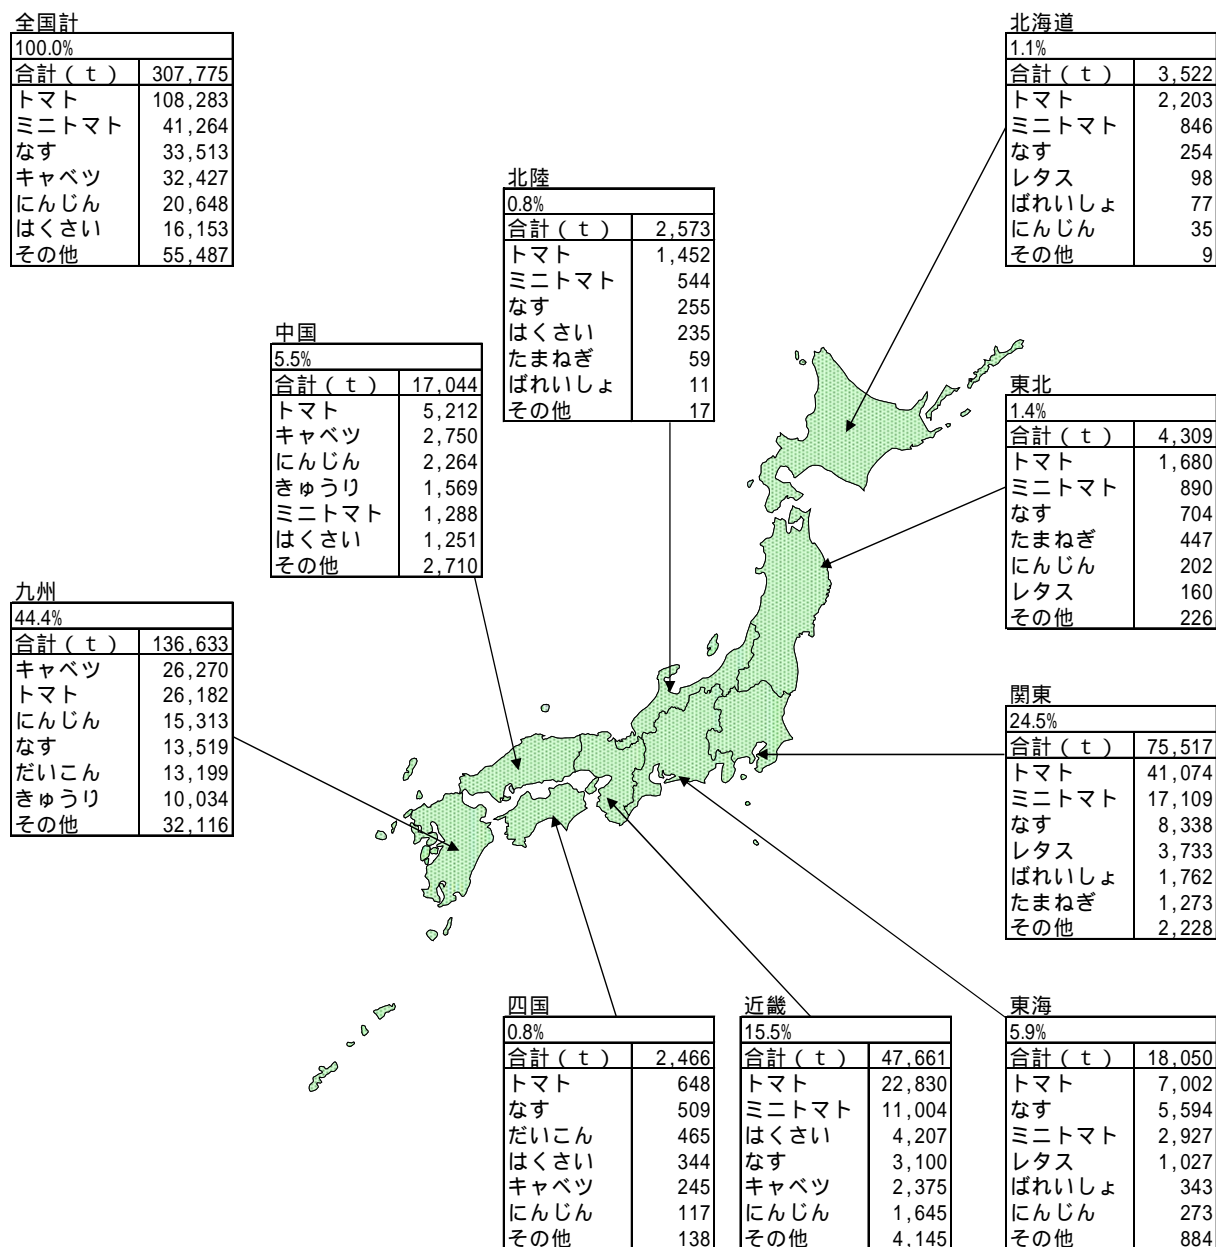 全国計
100.0%
合計(t) 307,775
トマト 108,283
ミニトマト 41,264
なす 33,513
キャベツ 32,427
にんじん 20,648
はくさい 16,153
その他 55,487
北海道
1.1%
合計(t) 3,522
トマト 2,203
ミニトマト 846
なす 254
レタス 98
ばれいしょ 77
にんじん 35
その他 9
北陸
0.8%
合計(t) 2,573
トマト 1,452
ミニトマト 544
なす 255
はくさい 235
たまねぎ 59
ばれいしょ 11
その他 17
中国
5.5%
合計(t) 17,044
トマト 5,212
キャベツ 2,750
にんじん 2,264
きゅうり 1,569
ミニトマト 1,288
はくさい 1,251
その他 2,710
東北
1.4%
合計(t) 4,309
トマト 1,680
ミニトマト 890
なす 704
たまねぎ 447
にんじん 202
レタス 160
その他 226
九州
44.4%
合計(t) 136,633
キャベツ 26,270
トマト 26,182
にんじん 15,313
なす 13,519
だいこん 13,199
きゅうり 10,034
その他 32,116
関東
24.5%
合計(t) 75,517
トマト 41,074
ミニトマト 17,109
なす 8,338
レタス 3,733
ばれいしょ 1,762
たまねぎ 1,273
その他 2,228
四国
0.8%
合計(t) 2,466
トマト 648
なす 509
だいこん 465
はくさい 344
キャベツ 245
にんじん 117
その他 138
近畿
15.5%
合計(t) 47,661
トマト 22,830
ミニトマト 11,004
はくさい 4,207
なす 3,100
キャベツ 2,375
にんじん 1,645
その他 4,145
東海
5.9%
合計(t) 18,050
トマト 7,002
なす 5,594
ミニトマト 2,927
レタス 1,027
ばれいしょ 343
にんじん 273
その他 884